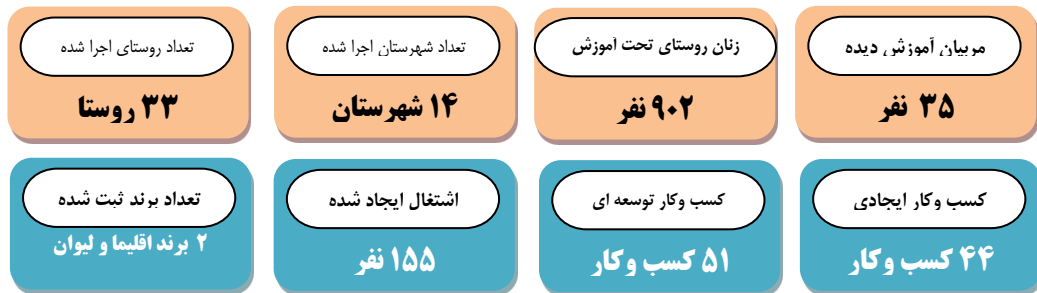 مربیان آموزش دیده
۳۵ نفر
زنان روستای تحت آموزش
۹۰۲ نفر
تعداد شهرستان اجرا شده
۱۴ شهرستان
تعداد روستای اجرا شده
۳۳ روستا
کسب وکار ایجادی
۴۴ کسب وکار
کسب وکار توسعه ای
۵۱ کسب وکار
اشتغال ایجاد شده
۱۵۵ نفر
تعداد برند ثبت شده
۲ برند اقلیما و لیوان